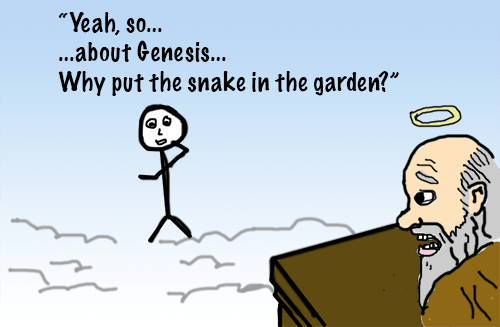 “Yeah, so...
...about Genesis...
Why put the snake in the garden?”